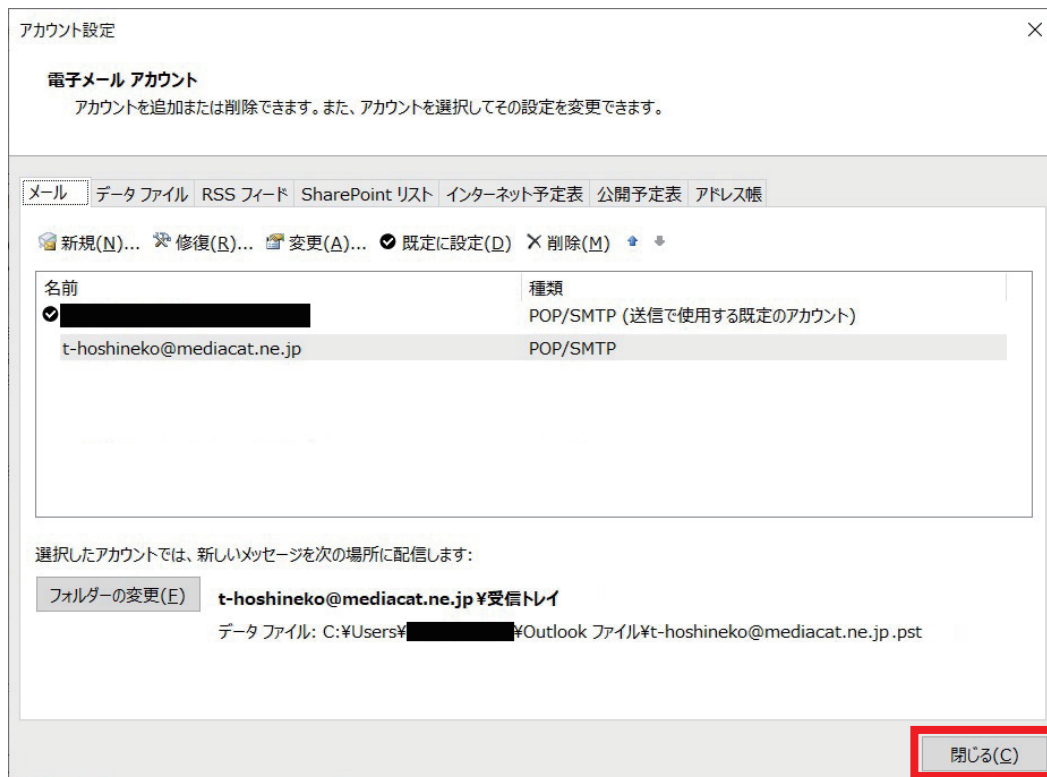 アカウント設定
電子メール アカウント
アカウントを追加または削除できます。また、アカウントを選択してその設定を変更できます。
メール データ ファイル RSS フィード SharePoint リスト インターネット予定表 公開予定表 アドレス帳
新規(N)... 修復(R)... 変更(A)... 既定に設定(D) 削除(M)
名前 種類
POP/SMTP (送信で使用する既定のアカウント)
t-hoshineko@mediacat.ne.jp POP/SMTP
選択したアカウントでは、新しいメッセージを次の場所に配信します:
フォルダーの変更(F) t-hoshineko@mediacat.ne.jp¥受信トレイ
データ ファイル: C:¥Users¥ ¥Outlook ファイル¥t-hoshineko@mediacat.ne.jp.pst
閉じる(C)